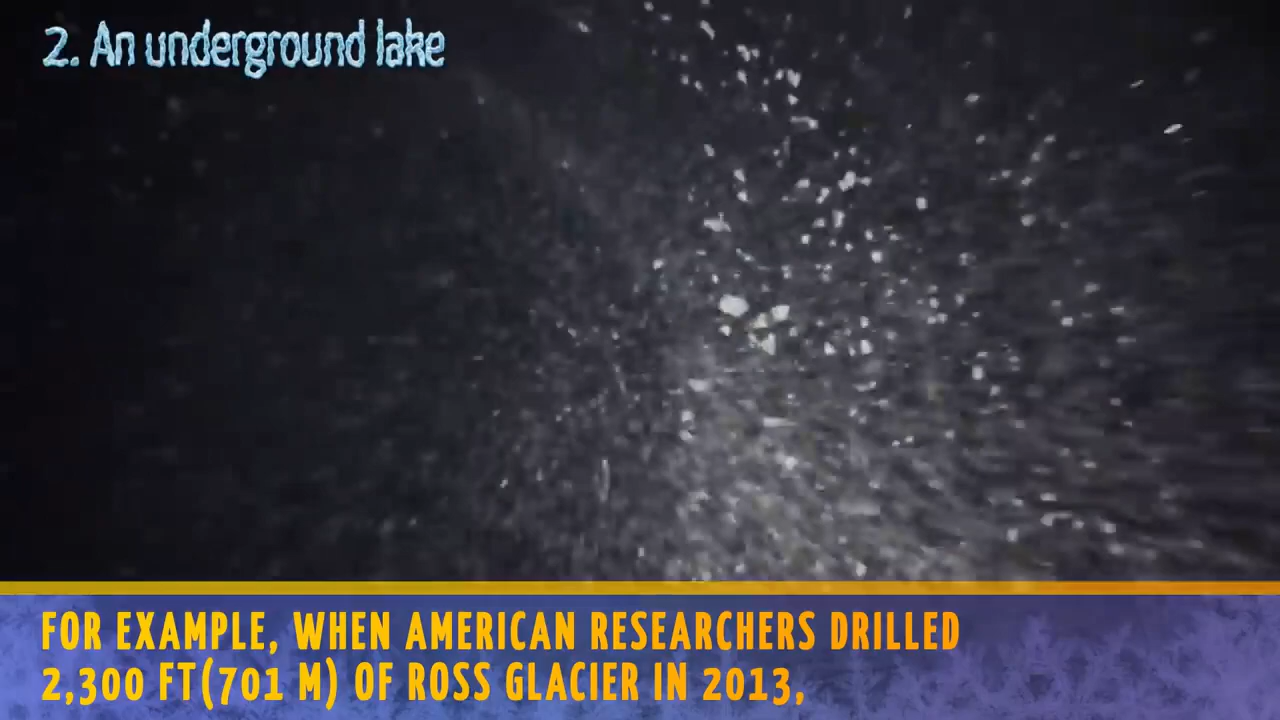 2. An underground lake
FOR EXAMPLE, WHEN AMERICAN RESEARCHERS DRILLED
2,300 FT(701 M) OF ROSS GLACIER IN 2013,